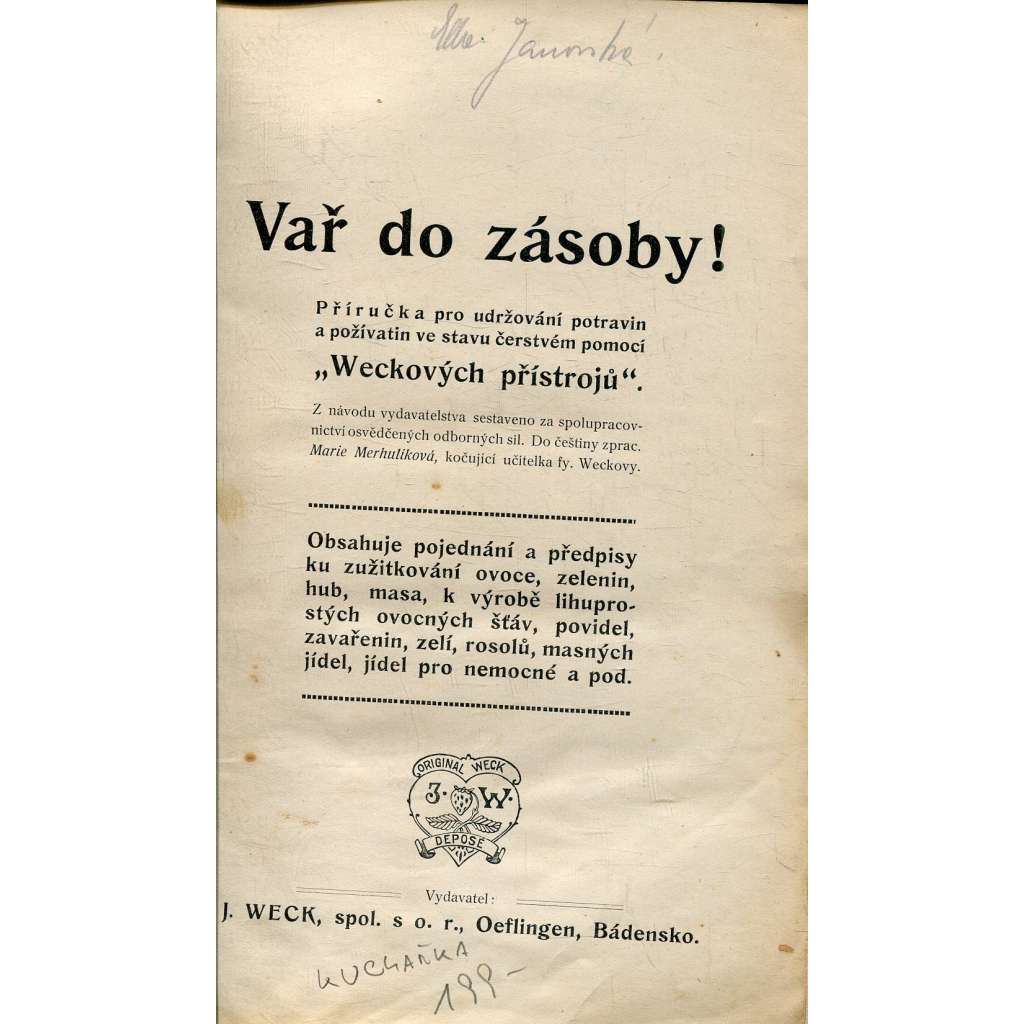 Janovská.
Vař do zásoby!
Příručka pro udržování potravin
a požívatin ve stavu čerstvém pomocí
„Weckových přístrojů“.
Z návodu vydavatelstva sestaveno za spolupracov-
nictví osvědčených odborných sil. Do češtiny zprac.
Marie Merhulíková, kočující učitelka fy. Weckovy.
Obsahuje pojednání a předpisy
ku zužitkování ovoce, zelenin,
hub, masa, k výrobě lihupro-
stých ovocných šťáv, povidel,
zavařenin, zelí, rosolů, masných
jídel, jídel pro nemocné a pod.
ORIGINAL WECK
J. W.
DEPOSÉ
Vydavatel:
J. WECK, spol. s o. r., Oeflingen, Bádensko.
KUCHAŘKA
199-